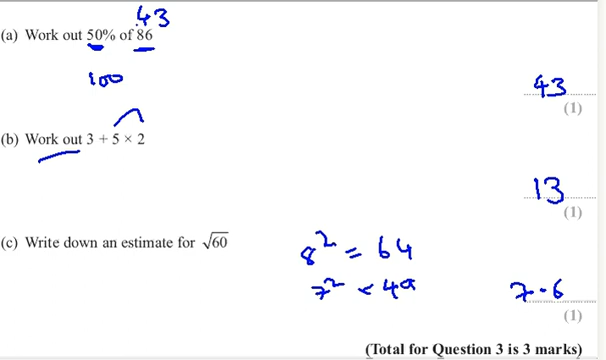 43
(a) Work out 50% of 86
100
43
(1)
(b) Work out 3 + 5 × 2
13
(1)
(c) Write down an estimate for √60
8² = 64
7² < 49
7.6
(1)
(Total for Question 3 is 3 marks)